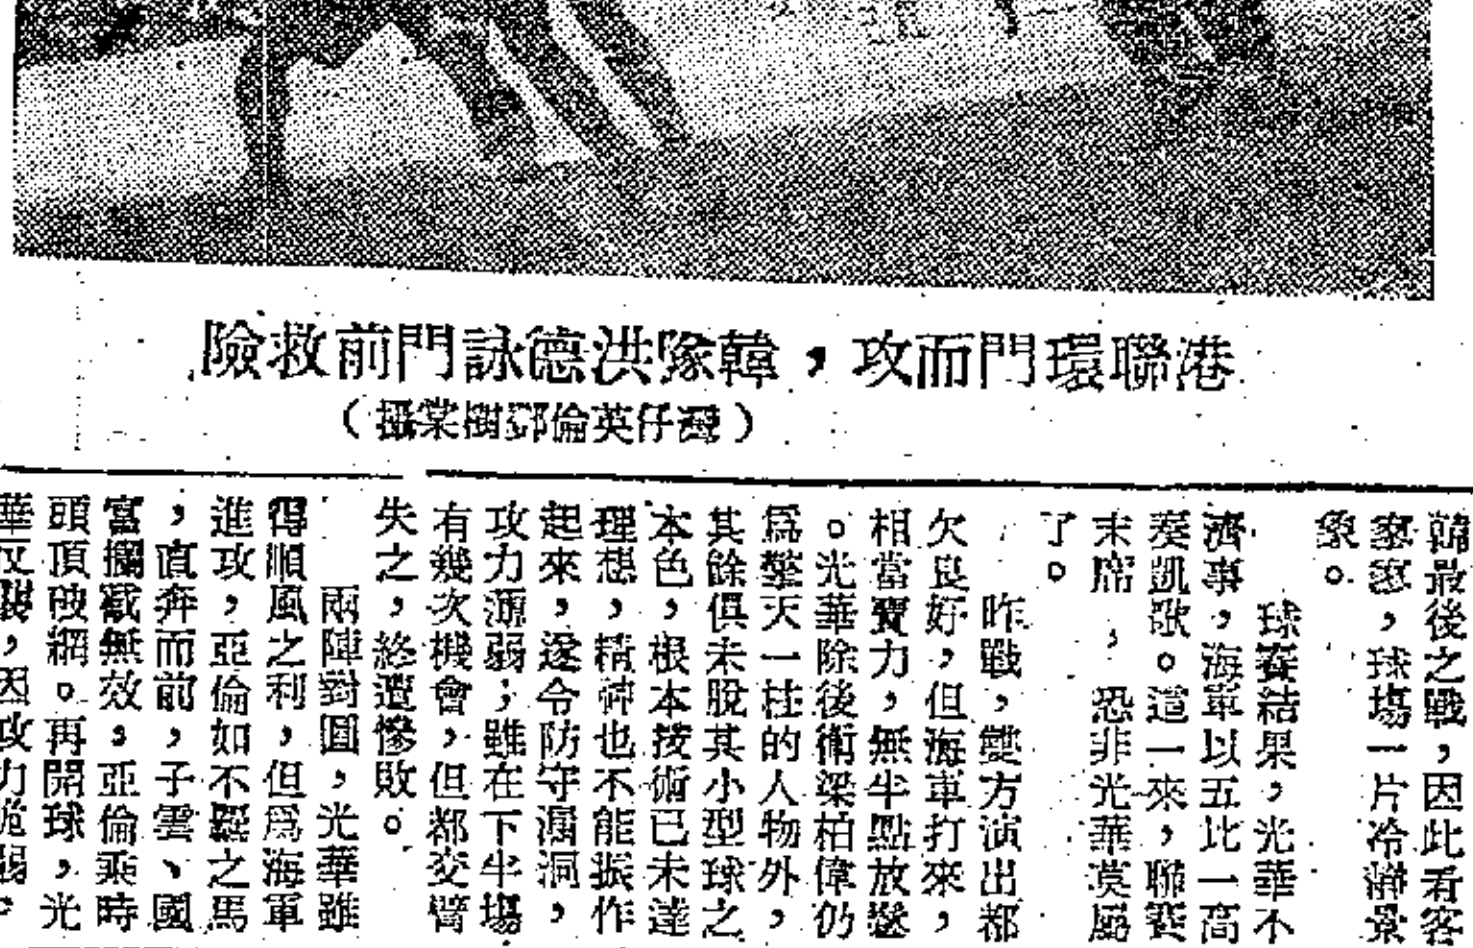 港聯環門而攻，韓隊洪德詠門前救險
（灣仔英倫鄧樹棠攝）
韓最後之戰，因此看客
寥寥，球場一片冷靜景
象。
球賽結果，光華不
濟事，海軍以五比一高
奏凱歌。這一來，聯賽
末席，恐非光華莫屬
了。
昨戰，雙方演出都
欠良好，但海軍打來，
相當賣力，無半點放鬆
。光華除後衛梁柏偉仍
爲擎天一柱的人物外，
其餘俱未脫其小型球之
本色，根本技術已未達
理想，精神也不能振作
起來，遂令防守漏洞，
攻力源弱；雖在下半場
有幾次機會，但都交臂
失之，終遭慘敗。
兩陣對圓，光華雖
得順風之利，但爲海軍
進攻，亞倫如不羈之馬
，直奔而前，子雲、國
富攔截無效，亞倫乘時
頭頂破網。再開球，光
華反撲，因攻力脆弱，